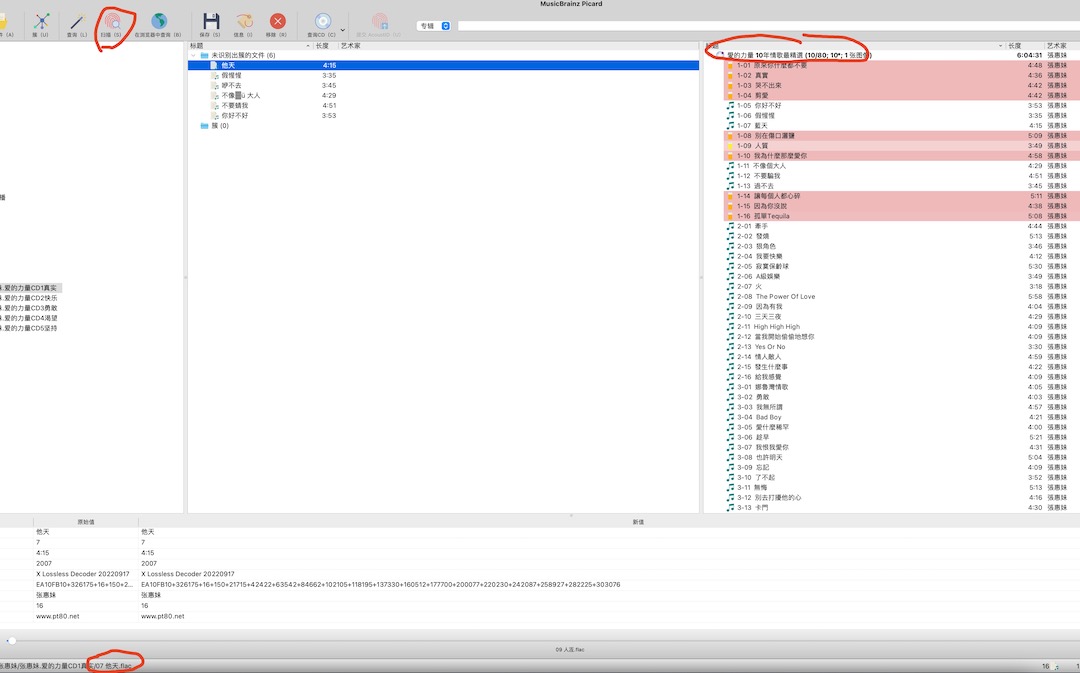 MusicBrainz Picard
件 (A) 簇 (U) 查询 (L) 扫描 (S) 在浏览器中查询 (B) 保存 (S) 信息 (I) 移除 (R) 查询CD (C) 专辑
标题 长度 艺术家
未识别出簇的文件 (6)
他天 4:15
假惺惺 3:35
咿不去 3:45
大人 4:29
不要蜻我 4:51
你好不好 3:53
簇 (0)
标题 长度 艺术家
爱的力量 10年情歌最精選 (10/80; 10*; 1 张图像) 6:04:31 張惠妹
1-01 原來你什麼都不要 4:48 張惠妹
1-02 真實 4:36 張惠妹
1-03 哭不出來 4:42 張惠妹
1-04 剪愛 4:42 張惠妹
1-05 你好不好 3:53 張惠妹
1-06 假惺惺 3:35 張惠妹
1-07 藍天 4:15 張惠妹
1-08 別在傷口灑鹽 5:09 張惠妹
1-09 人質 3:49 張惠妹
1-10 我為什麼那麼愛你 4:58 張惠妹
1-11 不像個大人 4:29 張惠妹
1-12 不要騙我 4:51 張惠妹
1-13 過不去 3:45 張惠妹
1-14 讓每個人都心碎 5:11 張惠妹
1-15 因為你沒說 4:38 張惠妹
1-16 孤單Tequila 5:08 張惠妹
2-01 牽手 4:44 張惠妹
2-02 發燒 5:13 張惠妹
2-03 狠角色 3:46 張惠妹
2-04 我要快樂 4:12 張惠妹
2-05 寂寞保齡球 5:30 張惠妹
2-06 A級娛樂 3:49 張惠妹
2-07 火 3:18 張惠妹
2-08 The Power Of Love 5:58 張惠妹
2-09 因為有我 4:04 張惠妹
2-10 三天三夜 4:29 張惠妹
2-11 High High High 4:09 張惠妹
2-12 當我開始偷偷地想你 4:09 張惠妹
2-13 Yes Or No 3:30 張惠妹
2-14 情人敵人 4:59 張惠妹
2-15 發生什麼事 4:22 張惠妹
2-16 給我感覺 4:09 張惠妹
3-01 娜魯灣情歌 4:05 張惠妹
3-02 勇敢 4:03 張惠妹
3-03 我無所謂 4:57 張惠妹
3-04 Bad Boy 4:21 張惠妹
3-05 愛什麼稀罕 4:00 張惠妹
3-06 趁早 5:21 張惠妹
3-07 我恨我愛你 4:31 張惠妹
3-08 也許明天 5:04 張惠妹
3-09 忘記 4:09 張惠妹
3-10 了不起 3:52 張惠妹
3-11 無悔 5:13 張惠妹
3-12 別去打擾他的心 4:16 張惠妹
3-13 卡門 4:30 張惠妹
播
妹.爱的力量CD1真实
妹.爱的力量CD2快乐
妹.爱的力量CD3勇敢
妹.爱的力量CD4渴望
妹.爱的力量CD5坚持
原始值 新值
他天 他天
7 7
4:15 4:15
2007 2007
X Lossless Decoder 20220917 X Lossless Decoder 20220917
EA10FB10+326175+16+150+2... EA10FB10+326175+16+150+21715+42422+63542+84662+102105+118195+137330+160512+177700+200077+220230+242087+258927+282225+303076
张惠妹 张惠妹
16 16
www.pt80.net www.pt80.net
09 人沤.flac
张惠妹/张惠妹.爱的力量CD1真实/07 他天.flac 16